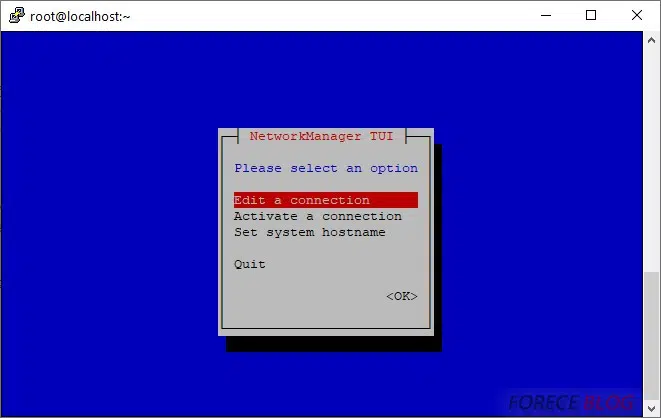 root@localhost:~
NetworkManager TUI
Please select an option
Edit a connection
Activate a connection
Set system hostname
Quit
<OK>
FORECE BLOG